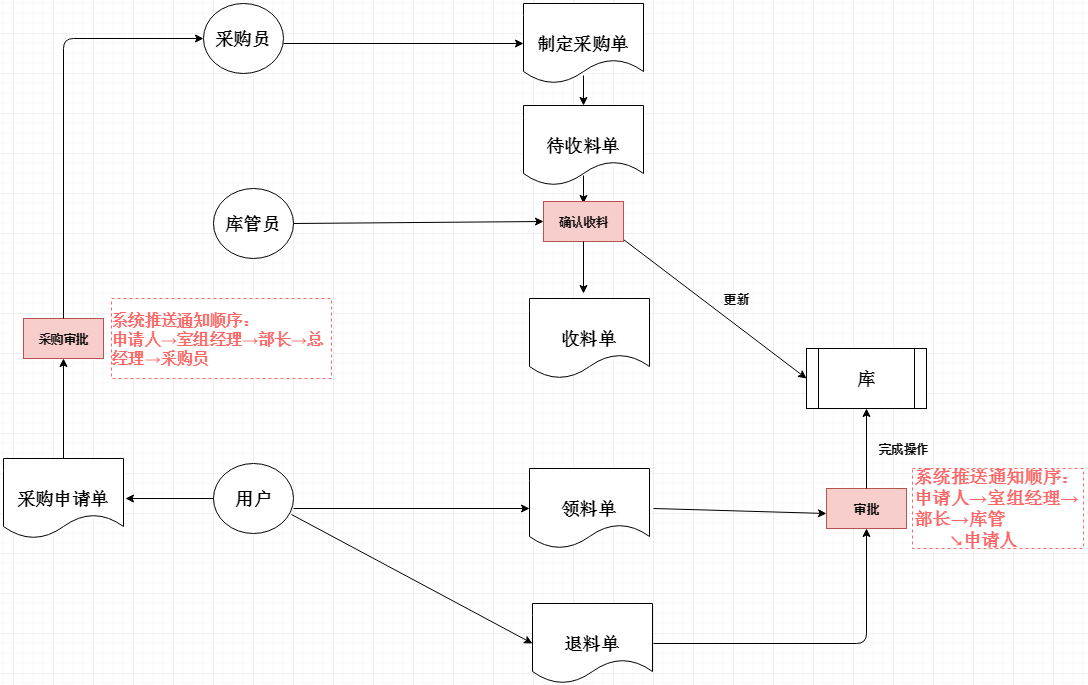 采购员
制定采购单
待收料单
库管员
确认收料
更新
系统推送通知顺序：
申请人→室组经理→部长→总
经理→采购员
采购审批
收料单
库
完成操作
采购申请单
用户
领料单
审批
系统推送通知顺序：
申请人→室组经理→
部长→库管
↘申请人
退料单